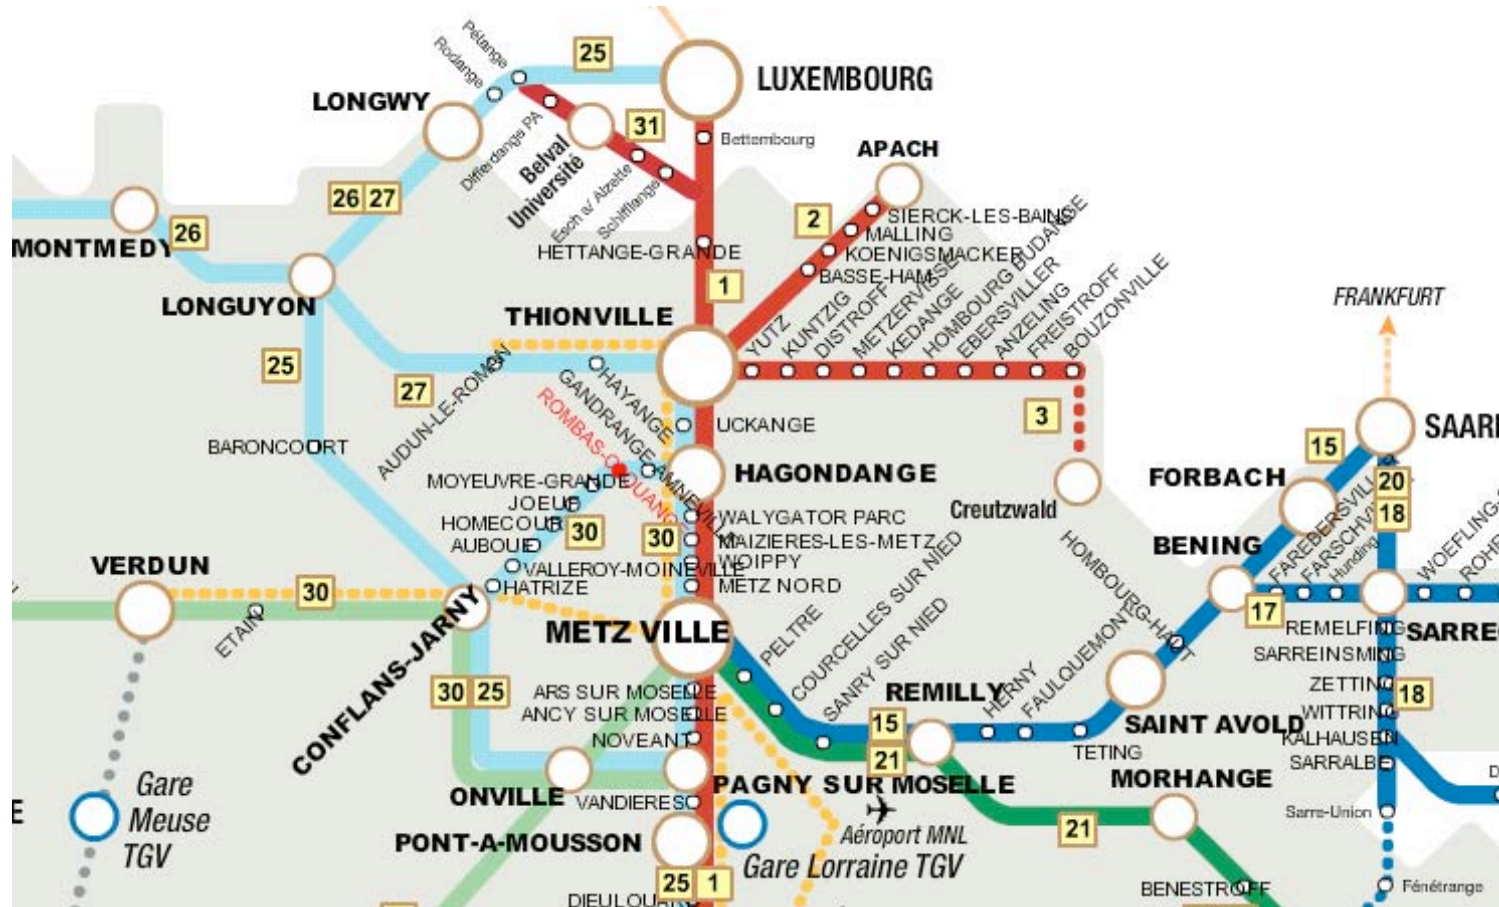 Pétange
Rodange
25
LUXEMBOURG
LONGWY
Differdange PA
31
Belval
Université
Bettembourg
Esch s/ Alzette
Schifflange
APACH
26 27
2
SIERCK-LES-BAINS
MALLING
KOENIGSMACKER
BASSE-HAM
MONTMEDY
26
HETTANGE-GRANDE
1
LONGUYON
THIONVILLE
YUTZ
KUNTZIG
DISTROFF
METZERVISSE
KEDANGE
HOMBOURG BUDANGE
EBERSVILLER
ANZELING
FREISTROFF
BOUZONVILLE
FRANKFURT
25
27
AUDUN-LE-ROMAN
HAYANGE
GANDRANGE-AMNEVILLE
ROMBAS-CLOUANGE
UCKANGE
3
15
BARONCOURT
HAGONDANGE
Creutzwald
FORBACH
20
18
MOYEUVRE-GRANDE
JOEUF
HOMECOURT
AUBOUE
30
30
VALLEROY-MOINEVILLE
HATRIZE
WALYGATOR PARC
MAIZIERES-LES-METZ
WOIPPY
METZ NORD
BENING
HOMBOURG-HAUT
Hunding
17
VERDUN
30
ETAIN
CONFLANS-JARNY
METZ VILLE
PELTRE
COURCELLES SUR NIED
SANRY SUR NIED
REMILLY
HERNY
FAULQUEMONT
REMELFING
SARREINSMING
ZETTING
WITTRING
KALHAUSEN
SARRALBE
18
30 25
ARS SUR MOSELLE
ANCY SUR MOSELLE
NOVEANT
15
21
TETING
SAINT AVOLD
Gare
Meuse
TGV
ONVILLE
VANDIERES
PAGNY SUR MOSELLE
MORHANGE
Sarre-Union
PONT-A-MOUSSON
Aéroport MNL
Gare Lorraine TGV
21
25 1
BENESTROFF
Fénétrange